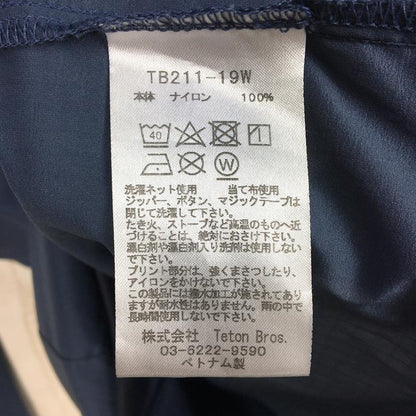 TB211-19W
本体 ナイロン 100%
40
W
洗濯ネット使用 当て布使用
ジッパー、ボタン、マジックテープは
閉じて洗濯して下さい。
たき火、ストーブなど高温のものへ近
づけることは、絶対におさけ下さい。
漂白剤や漂白剤入り洗剤は使用しない
で下さい。
プリント部分は、強くまさつしたり、
アイロンをかけないで下さい。
この製品には撥水加工が施されてあり
ますが耐水性はありません。雨の中で
長時間使用しないで下さい。
株式会社 Teton Bros.
03-6222-9590
ベトナム製